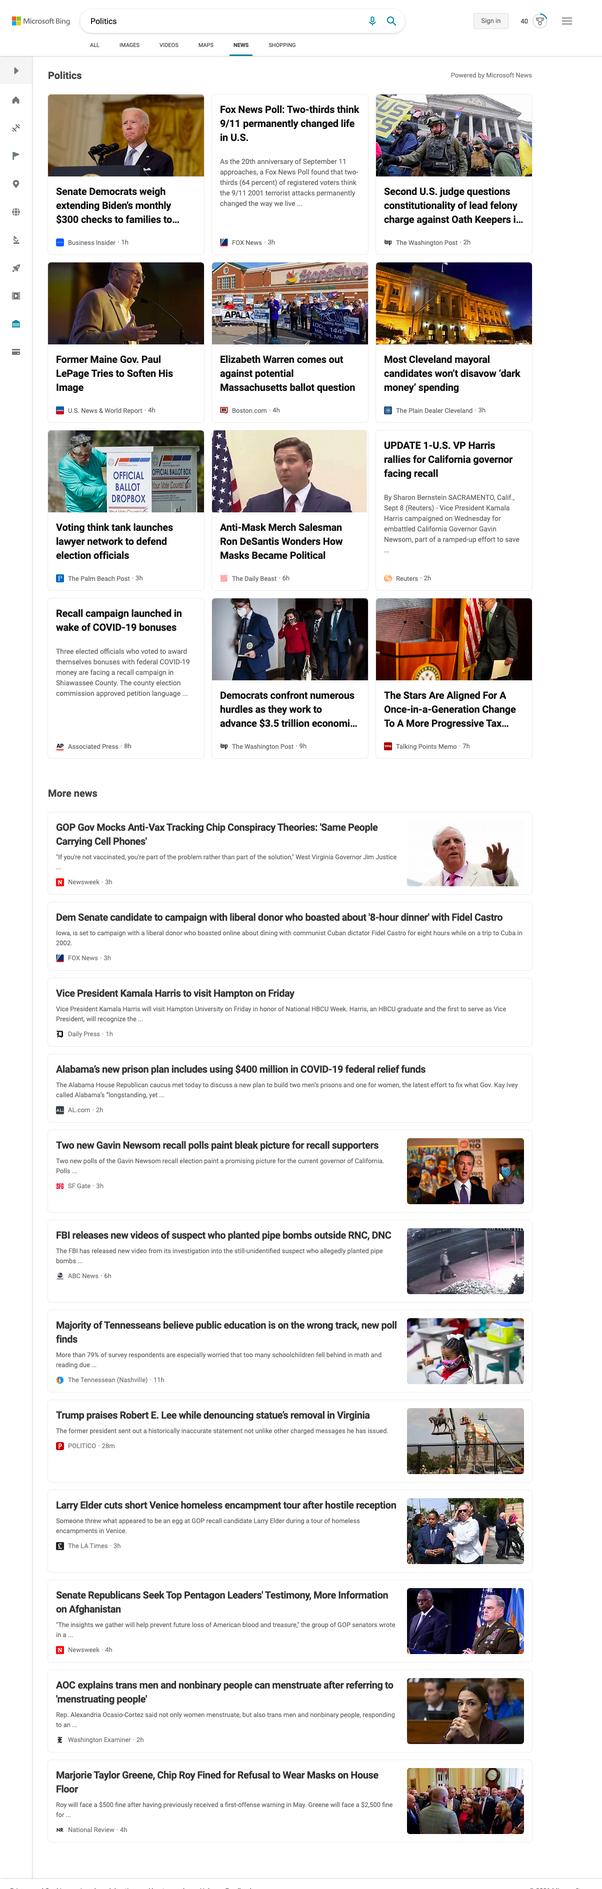 Microsoft Bing
Politics
Sign in
40
ALL
IMAGES
VIDEOS
MAPS
NEWS
SHOPPING
Politics
Powered by Microsoft News
Senate Democrats weigh
extending Biden's monthly
$300 checks to families to...
Business Insider · 1h
Fox News Poll: Two-thirds think
9/11 permanently changed life
in U.S.
As the 20th anniversary of September 11
approaches, a Fox News Poll found that two-
thirds (64 percent) of registered voters think
the 9/11 2001 terrorist attacks permanently
changed the way we live ...
FOX News · 3h
Second U.S. judge questions
constitutionality of lead felony
charge against Oath Keepers i...
The Washington Post · 2h
Former Maine Gov. Paul
LePage Tries to Soften His
Image
U.S. News & World Report · 4h
Stop&Shop
APALA
Elizabeth Warren comes out
against potential
Massachusetts ballot question
Boston.com · 4h
Most Cleveland mayoral
candidates won't disavow 'dark
money' spending
The Plain Dealer Cleveland · 3h
OFFICIAL
BALLOT
DROPBOX
OFFICIAL
BALLOT BOX
Voting think tank launches
lawyer network to defend
election officials
The Palm Beach Post · 3h
Anti-Mask Merch Salesman
Ron DeSantis Wonders How
Masks Became Political
The Daily Beast · 6h
UPDATE 1-U.S. VP Harris
rallies for California governor
facing recall
By Sharon Bernstein SACRAMENTO, Calif.,
Sept 8 (Reuters) - Vice President Kamala
Harris campaigned on Wednesday for
embattled California Governor Gavin
Newsom, part of a ramped-up effort to save
...
Reuters · 2h
Recall campaign launched in
wake of COVID-19 bonuses
Three elected officials who voted to award
themselves bonuses with federal COVID-19
money are facing a recall campaign in
Shiawassee County. The county election
commission approved petition language ...
AP
Associated Press · 8h
Democrats confront numerous
hurdles as they work to
advance $3.5 trillion economi...
The Washington Post · 9h
The Stars Are Aligned For A
Once-in-a-Generation Change
To A More Progressive Tax...
Talking Points Memo · 7h
More news
GOP Gov Mocks Anti-Vax Tracking Chip Conspiracy Theories: 'Same People
Carrying Cell Phones'
"If you're not vaccinated, you're part of the problem rather than part of the solution," West Virginia Governor Jim Justice
...
Newsweek · 3h
Dem Senate candidate to campaign with liberal donor who boasted about '8-hour dinner' with Fidel Castro
Iowa, is set to campaign with a liberal donor who boasted online about dining with communist Cuban dictator Fidel Castro for eight hours while on a trip to Cuba in
2002.
FOX News · 3h
Vice President Kamala Harris to visit Hampton on Friday
Vice President Kamala Harris will visit Hampton University on Friday in honor of National HBCU Week. Harris, an HBCU graduate and the first to serve as Vice
President, will recognize the ...
Daily Press · 1h
Alabama's new prison plan includes using $400 million in COVID-19 federal relief funds
The Alabama House Republican caucus met today to discuss a new plan to build two men's prisons and one for women, the latest effort to fix what Gov. Kay Ivey
called Alabama's "longstanding, yet ...
AL.com · 2h
Two new Gavin Newsom recall polls paint bleak picture for recall supporters
Two new polls of the Gavin Newsom recall election paint a promising picture for the current governor of California.
Polls ...
SF Gate · 3h
FBI releases new videos of suspect who planted pipe bombs outside RNC, DNC
The FBI has released new video from its investigation into the still-unidentified suspect who allegedly planted pipe
bombs ...
ABC News · 6h
Majority of Tennesseans believe public education is on the wrong track, new poll
finds
More than 79% of survey respondents are especially worried that too many schoolchildren fell behind in math and
reading due ...
The Tennessean (Nashville) · 11h
Trump praises Robert E. Lee while denouncing statue's removal in Virginia
The former president sent out a historically inaccurate statement not unlike other charged messages he has issued.
POLITICO · 28m
Larry Elder cuts short Venice homeless encampment tour after hostile reception
Someone threw what appeared to be an egg at GOP recall candidate Larry Elder during a tour of homeless
encampments in Venice.
The LA Times · 3h
Senate Republicans Seek Top Pentagon Leaders' Testimony, More Information
on Afghanistan
"The insights we gather will help prevent future loss of American blood and treasure," the group of GOP senators wrote
in a ...
Newsweek · 4h
AOC explains trans men and nonbinary people can menstruate after referring to
'menstruating people'
Rep. Alexandria Ocasio-Cortez said not only women menstruate, but also trans men and nonbinary people, responding
to an ...
Washington Examiner · 2h
Marjorie Taylor Greene, Chip Roy Fined for Refusal to Wear Masks on House
Floor
Roy will face a $500 fine after having previously received a first-offense warning in May. Greene will face a $2,500 fine
for ...
NR
National Review · 4h